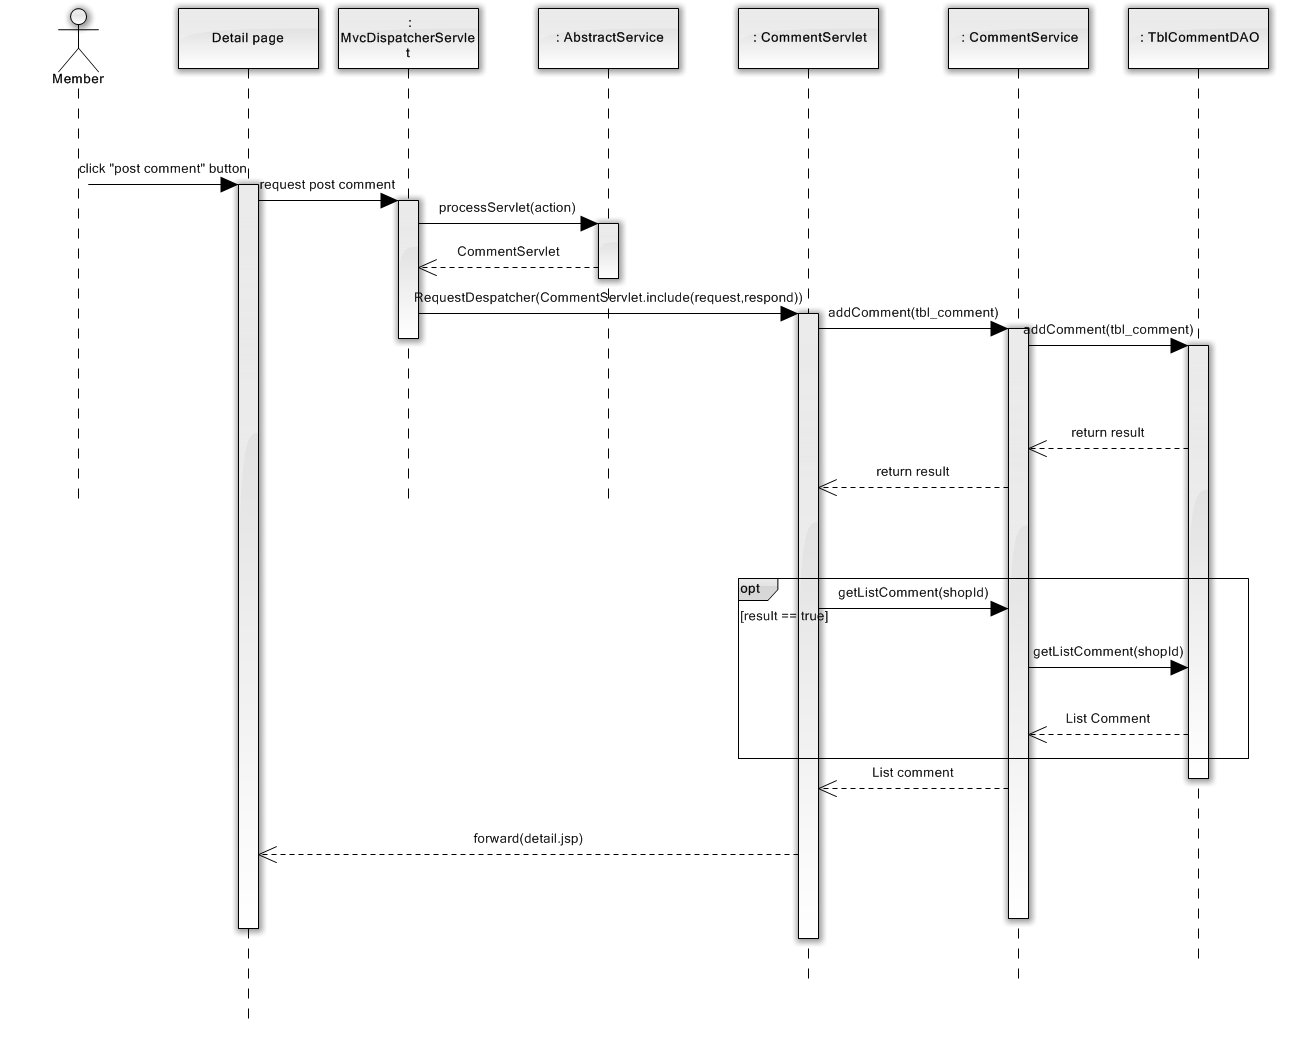 Member
Detail page
:
MvcDispatcherServle
t
: AbstractService
: CommentServlet
: CommentService
: TblCommentDAO
click "post comment" button
request post comment
processServlet(action)
CommentServlet
RequestDespatcher(CommentServlet.include(request,respond))
addComment(tbl_comment)
addComment(tbl_comment)
return result
return result
opt
getListComment(shopId)
[result == true]
getListComment(shopId)
List Comment
List comment
forward(detail.jsp)